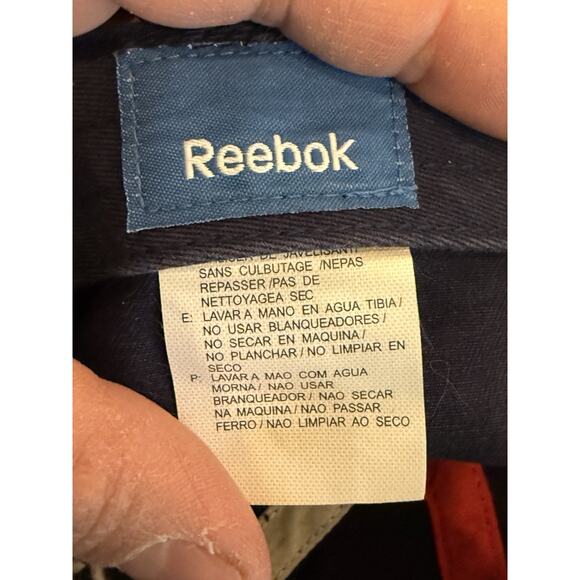 Reebok
DE JAVELISANT/
SANS CULBUTAGE /NEPAS
REPASSER/PAS DE
NETTOYAGEA SEC
E: LAVAR A MANO EN AGUA TIBIA/
NO USAR BLANQUEADORES/
NO SECAR EN MAQUINA/
NO PLANCHAR/ NO LIMPIAR EN
SECO
P: LAVAR A MAO COM AGUA
MORNA/ NAO USAR
BRANQUEADOR/ NAO SECAR
NA MAQUINA/NAO PASSAR
FERRO/NAO LIMPIAR AO SECO